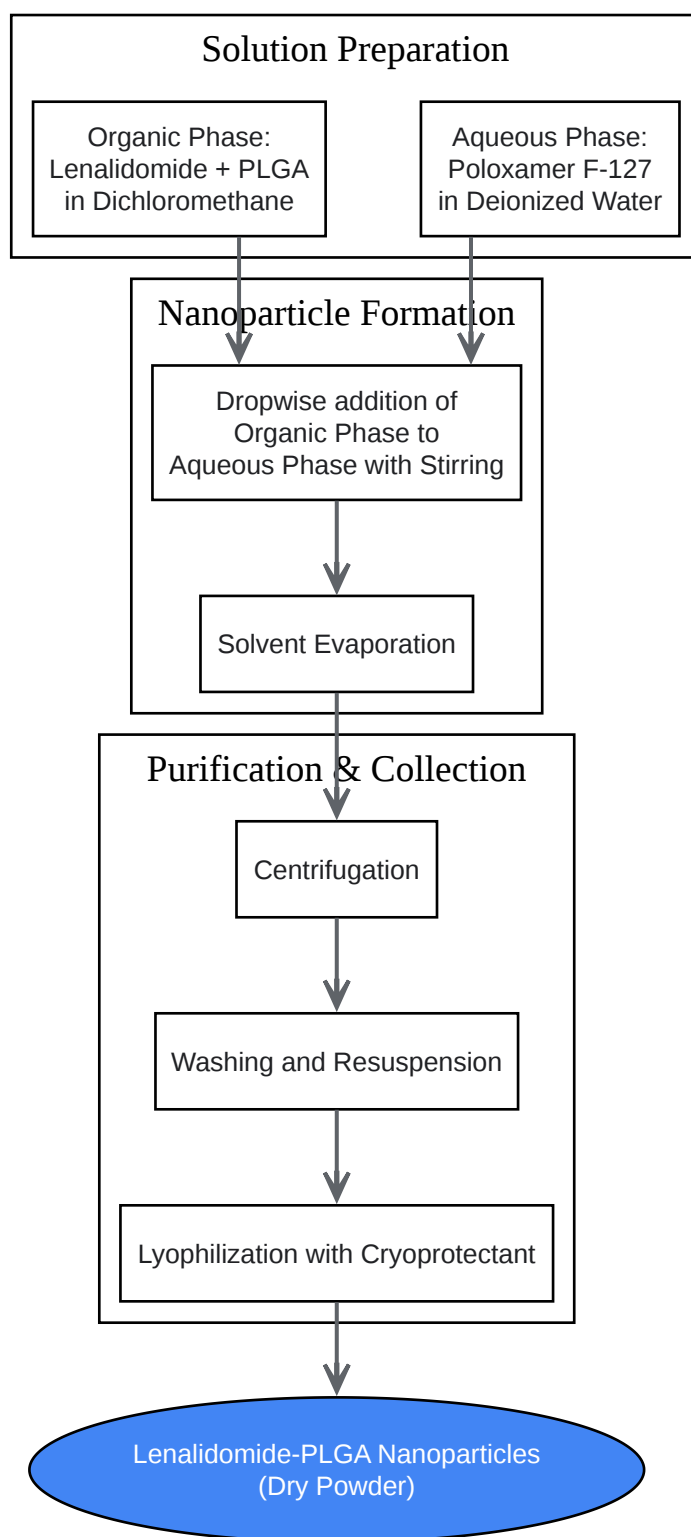 Solution Preparation
Organic Phase:
Lenalidomide + PLGA
in Dichloromethane
Aqueous Phase:
Poloxamer F-127
in Deionized Water
Nanoparticle Formation
Dropwise addition of
Organic Phase to
Aqueous Phase with Stirring
Solvent Evaporation
Purification & Collection
Centrifugation
Washing and Resuspension
Lyophilization with Cryoprotectant
Lenalidomide-PLGA Nanoparticles
(Dry Powder)